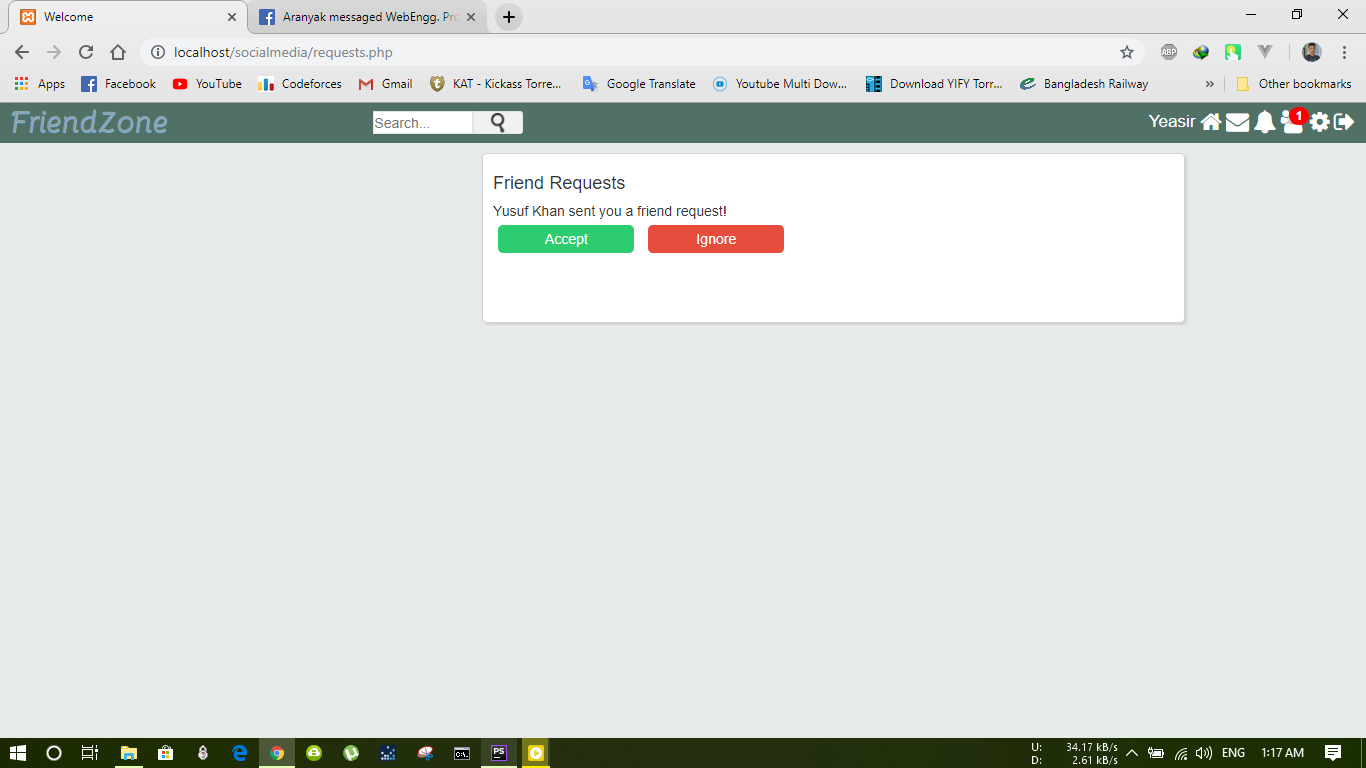 Welcome
Aranyak messaged WebEngg. Pro
localhost/socialmedia/requests.php
ABP
Apps
Facebook
YouTube
Codeforces
Gmail
KAT - Kickass Torre...
Google Translate
Youtube Multi Dow...
Download YIFY Torr...
Bangladesh Railway
»
Other bookmarks
FriendZone
Search...
Yeasir
1
Friend Requests
Yusuf Khan sent you a friend request!
Accept
Ignore
U: 34.17 kB/s
D: 2.61 kB/s
ENG
1:17 AM